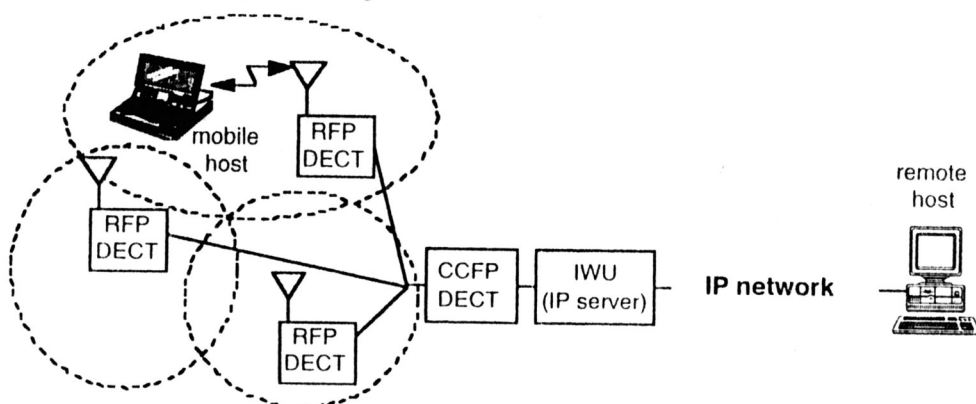 mobile
host
RFP
DECT
RFP
DECT
RFP
DECT
CCFP
DECT
IWU
(IP server)
IP network
remote
host